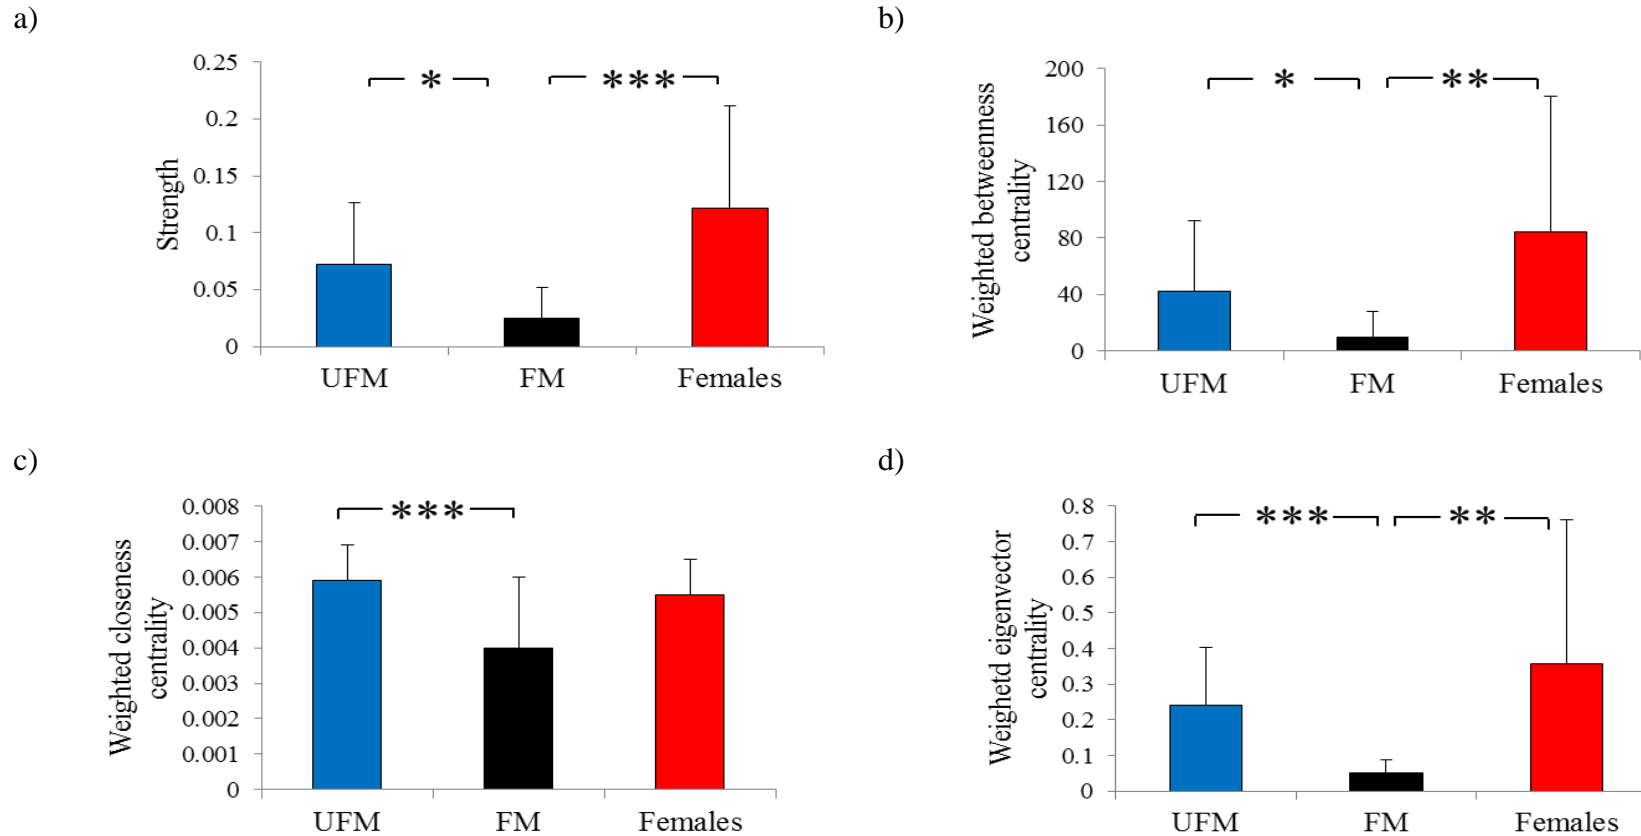 a)
0.25
0.2
0.15
0.1
0.05
0
Strength
* ***
UFM FM Females
b)
200
160
120
80
40
0
Weighted betweenness
centrality
* **
UFM FM Females
c)
0.008
0.007
0.006
0.005
0.004
0.003
0.002
0.001
0
Weighted closeness
centrality
***
UFM FM Females
d)
0.8
0.7
0.6
0.5
0.4
0.3
0.2
0.1
0
Weighetd eigenvector
centrality
*** **
UFM FM Females